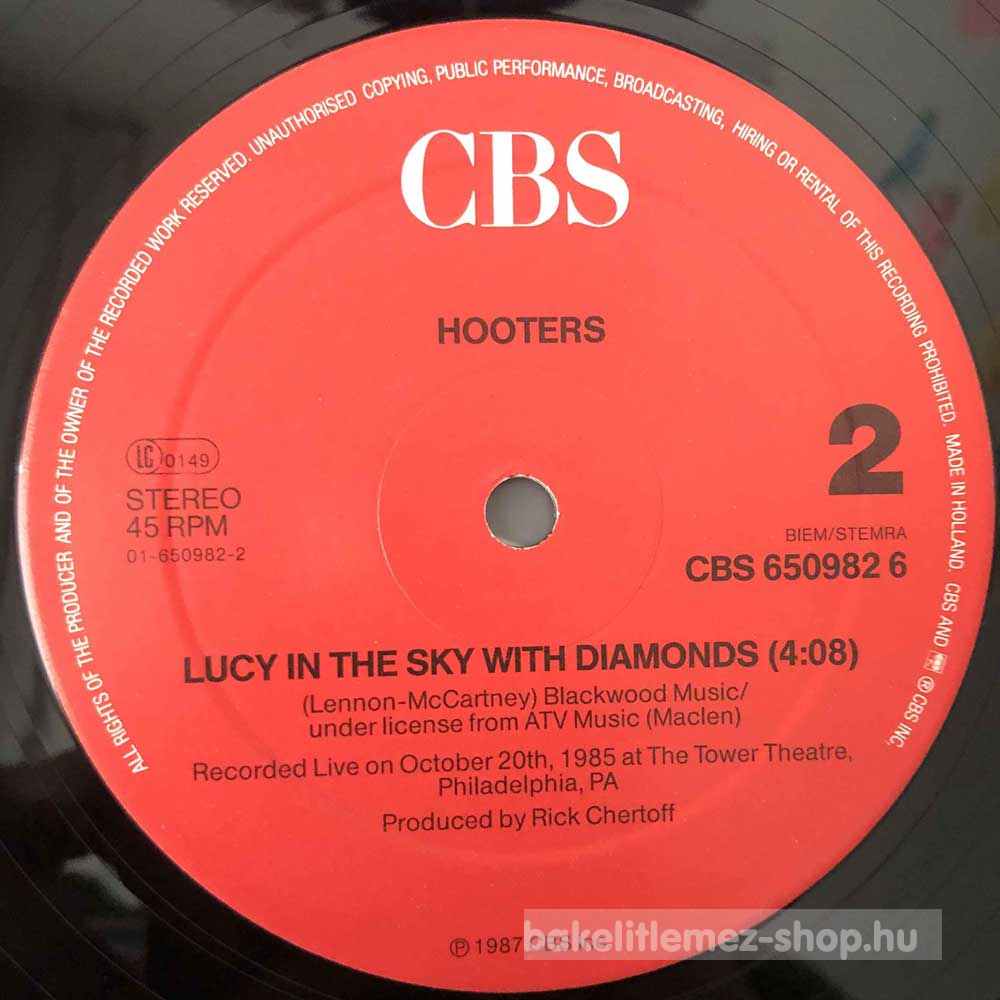 ALL RIGHTS OF THE PRODUCER AND OF THE OWNER OF THE RECORDED WORK RESERVED. UNAUTHORISED COPYING, PUBLIC PERFORMANCE, BROADCASTING, HIRING OR RENTAL OF THIS RECORDING PROHIBITED. MADE IN HOLLAND. CBS AND ℗ CBS INC,
CBS
HOOTERS
2
LC 0149
STEREO
45 RPM
01-650982-2
BIEM/STEMRA
CBS 650982 6
LUCY IN THE SKY WITH DIAMONDS (4:08)
(Lennon-McCartney) Blackwood Music/
under license from ATV Music (Maclen)
Recorded Live on October 20th, 1985 at The Tower Theatre,
Philadelphia, PA
Produced by Rick Chertoff
℗ 1987 CBS
bakelitlemez-shop.hu